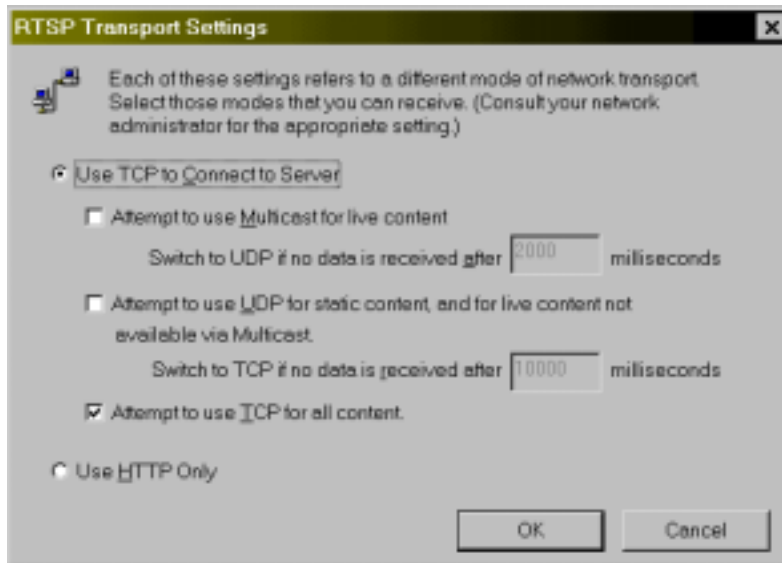 RTSP Transport Settings
Each of these settings refers to a different mode of network transport.
Select those modes that you can receive. (Consult your network
administrator for the appropriate setting.)
Use TCP to Connect to Server
Attempt to use Multicast for live content
Switch to UDP if no data is received after 2000 milliseconds
Attempt to use UDP for static content, and for live content not
available via Multicast.
Switch to TCP if no data is received after 10000 milliseconds
Attempt to use TCP for all content.
Use HTTP Only
OK Cancel